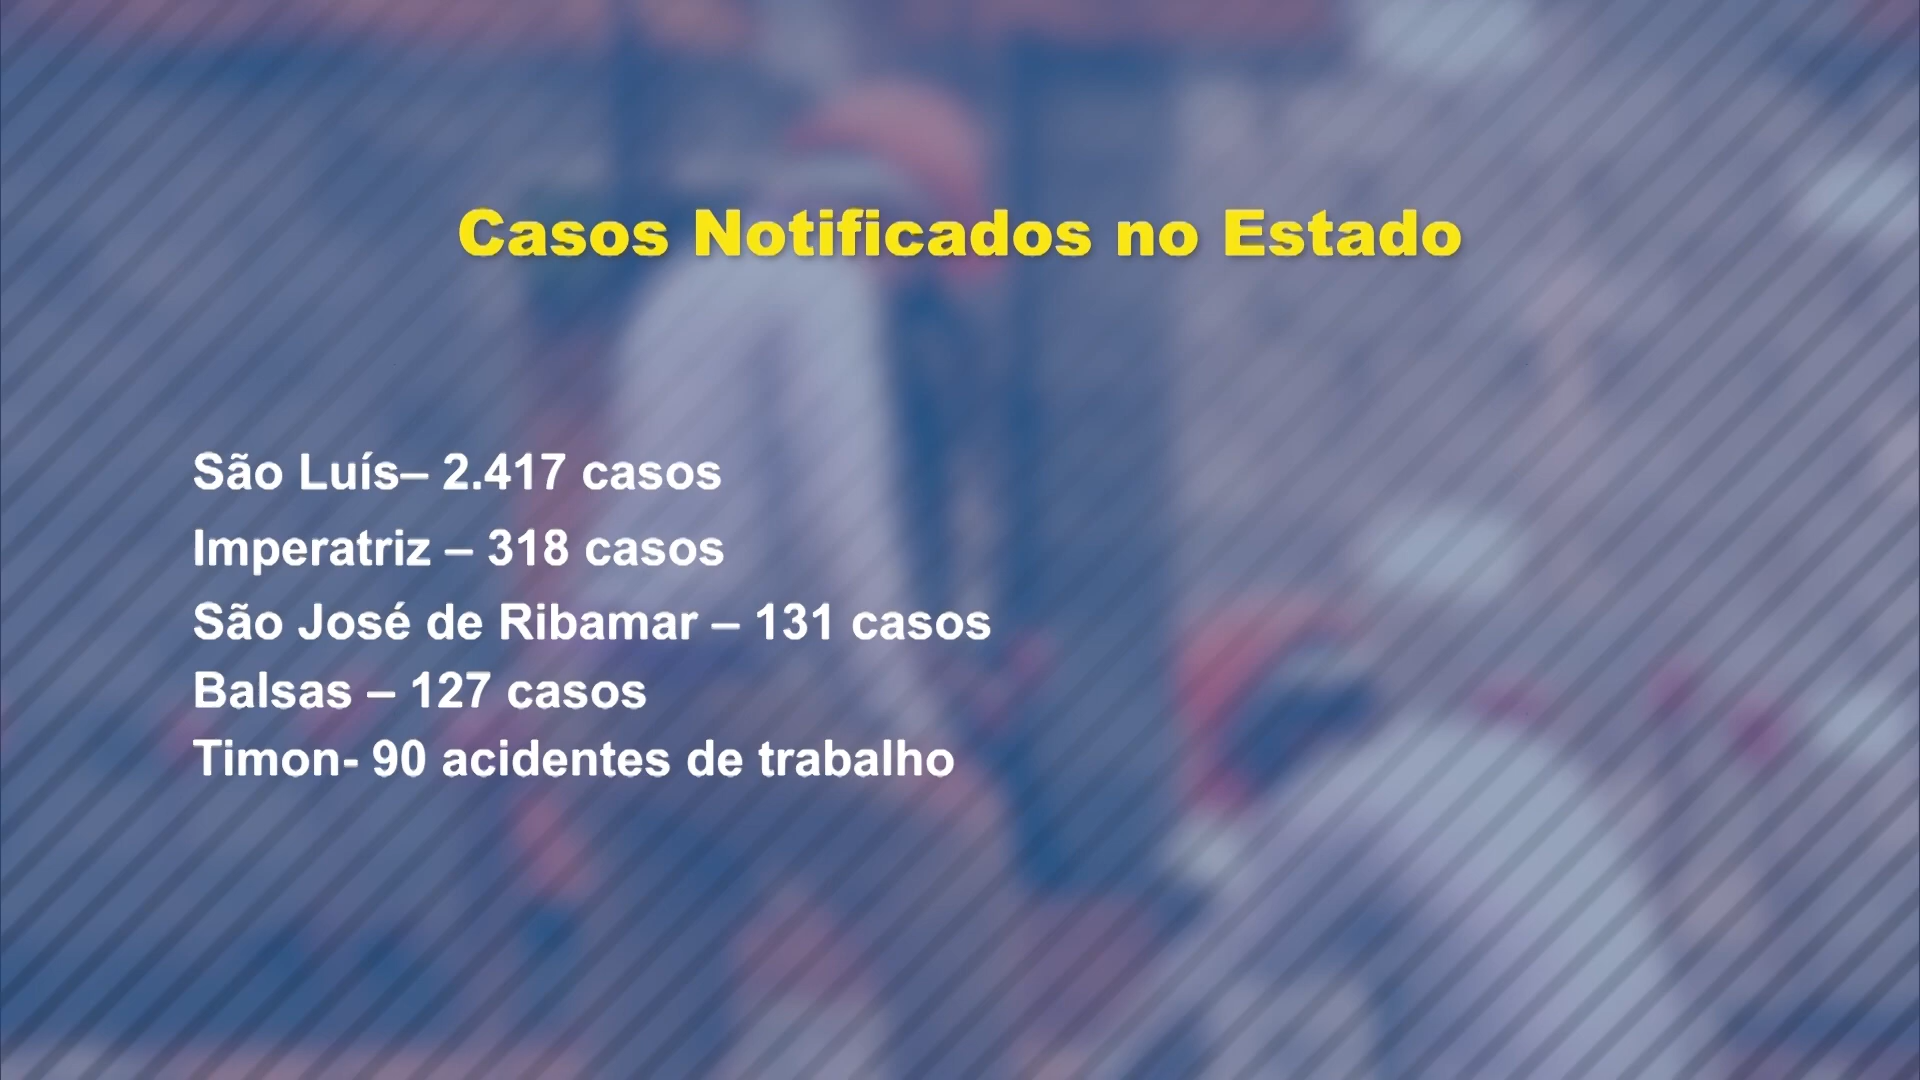 Casos Notificados no Estado
São Luís– 2.417 casos
Imperatriz – 318 casos
São José de Ribamar – 131 casos
Balsas – 127 casos
Timon- 90 acidentes de trabalho